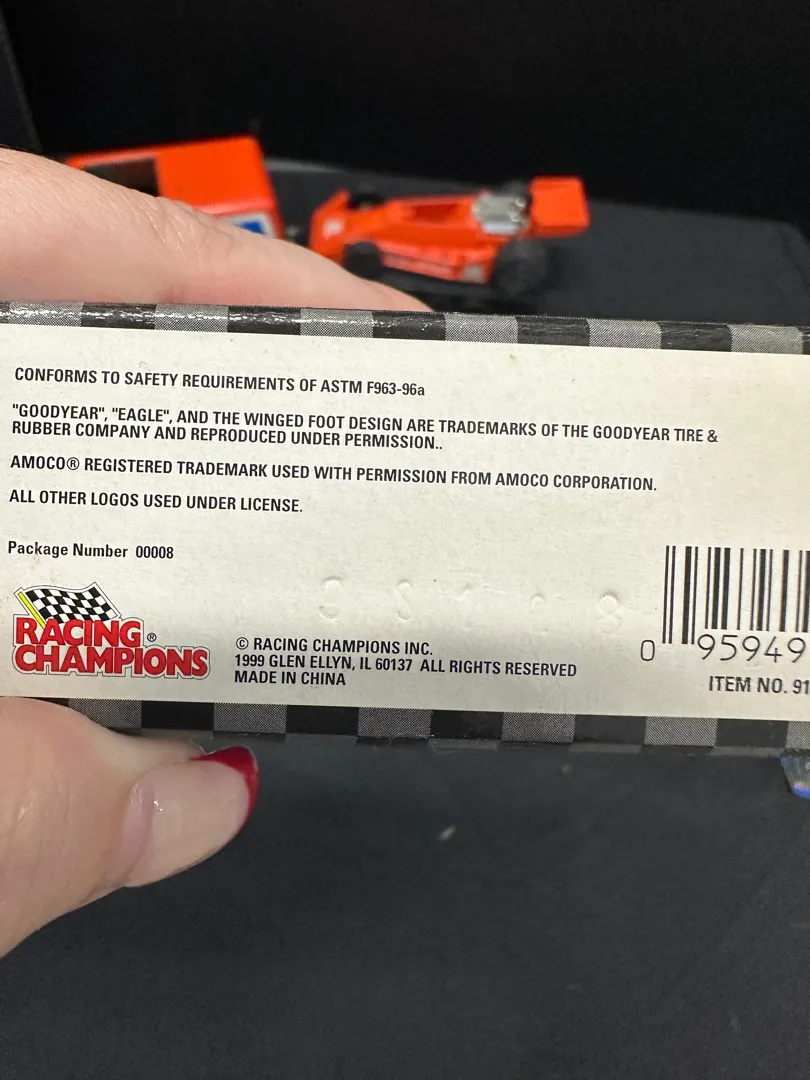 CONFORMS TO SAFETY REQUIREMENTS OF ASTM F963-96a
"GOODYEAR", "EAGLE", AND THE WINGED FOOT DESIGN ARE TRADEMARKS OF THE GOODYEAR TIRE &
RUBBER COMPANY AND REPRODUCED UNDER PERMISSION..
AMOCO® REGISTERED TRADEMARK USED WITH PERMISSION FROM AMOCO CORPORATION.
ALL OTHER LOGOS USED UNDER LICENSE.
Package Number 00008
RACING ®
CHAMPIONS
© RACING CHAMPIONS INC.
1999 GLEN ELLYN, IL 60137 ALL RIGHTS RESERVED
MADE IN CHINA
0 95949
ITEM NO. 91